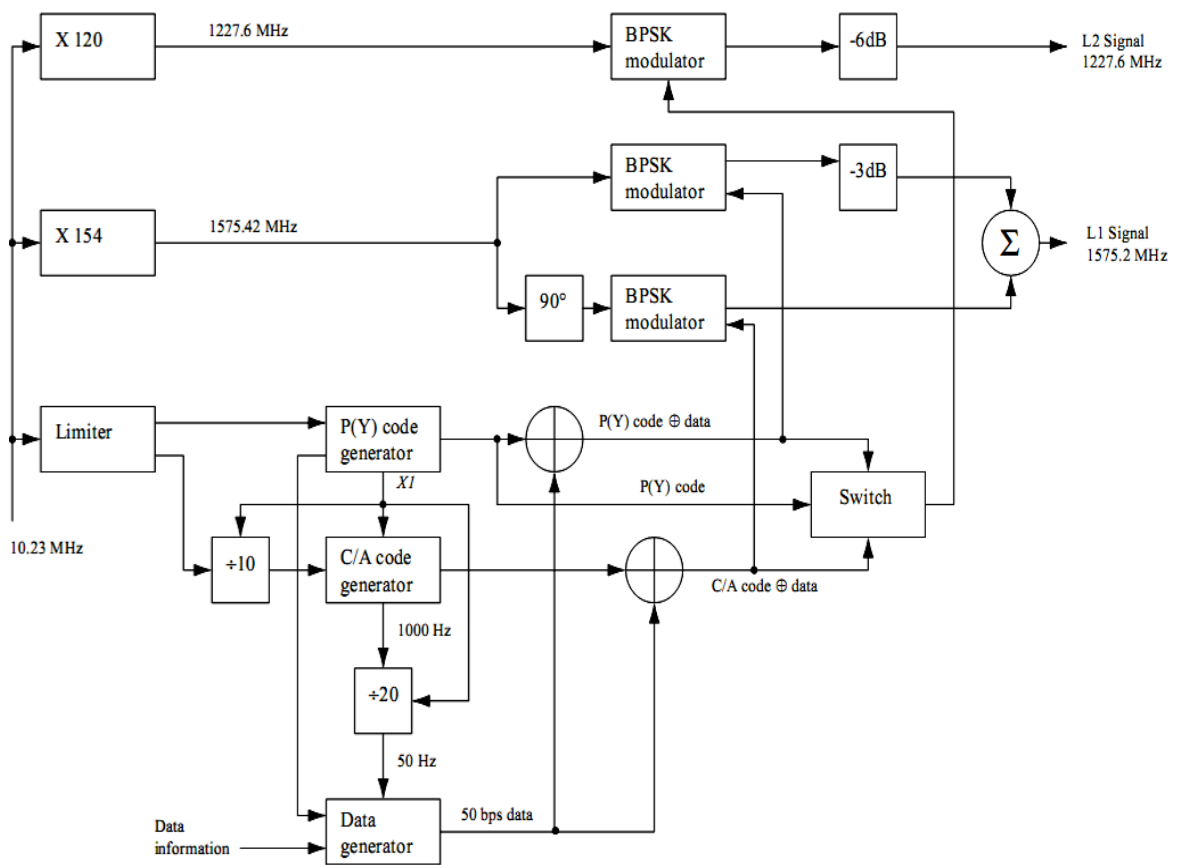 X 120
1227.6 MHz
BPSK
modulator
-6dB
L2 Signal
1227.6 MHz
X 154
1575.42 MHz
BPSK
modulator
-3dB
Σ
L1 Signal
1575.2 MHz
90°
BPSK
modulator
Limiter
P(Y) code
generator
X1
P(Y) code ⊕ data
P(Y) code
Switch
10.23 MHz
÷10
C/A code
generator
C/A code ⊕ data
1000 Hz
÷20
50 Hz
Data
information
Data
generator
50 bps data